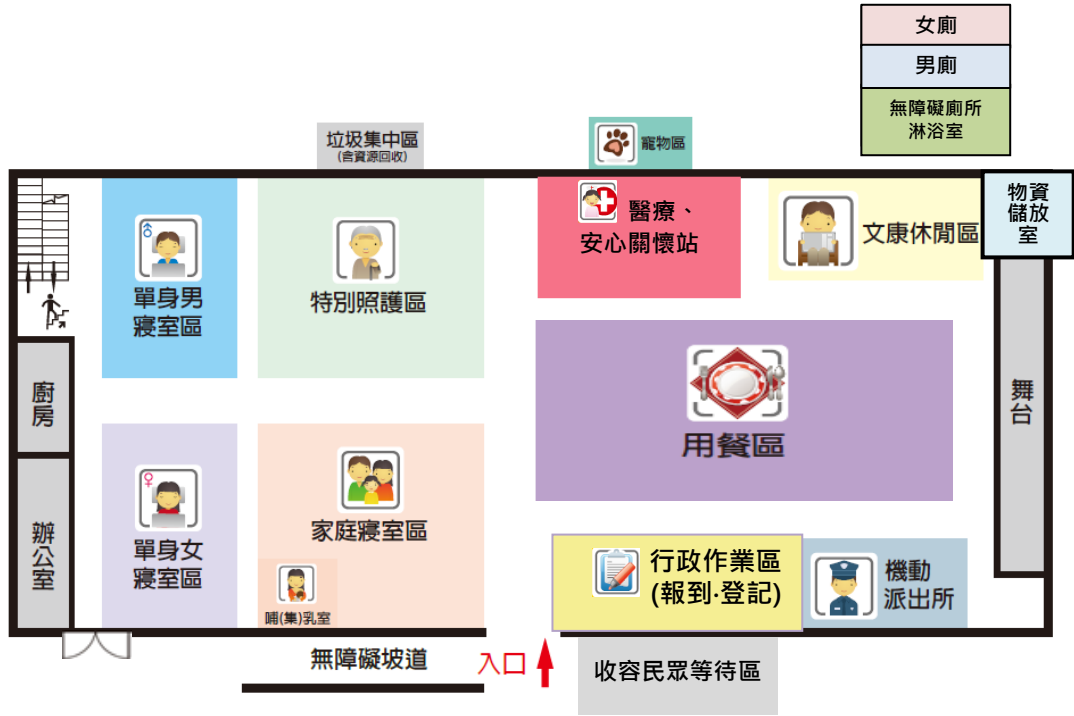 女廁
男廁
無障礙廁所
淋浴室
垃圾集中區
(含資源回收)
寵物區
單身男
寢室區
特別照護區
醫療、
安心關懷站
文康休閒區
物資
儲放
室
廚房
用餐區
舞台
辦公室
單身女
寢室區
家庭寢室區
哺(集)乳室
行政作業區
(報到·登記)
機動
派出所
無障礙坡道
入口
收容民眾等待區